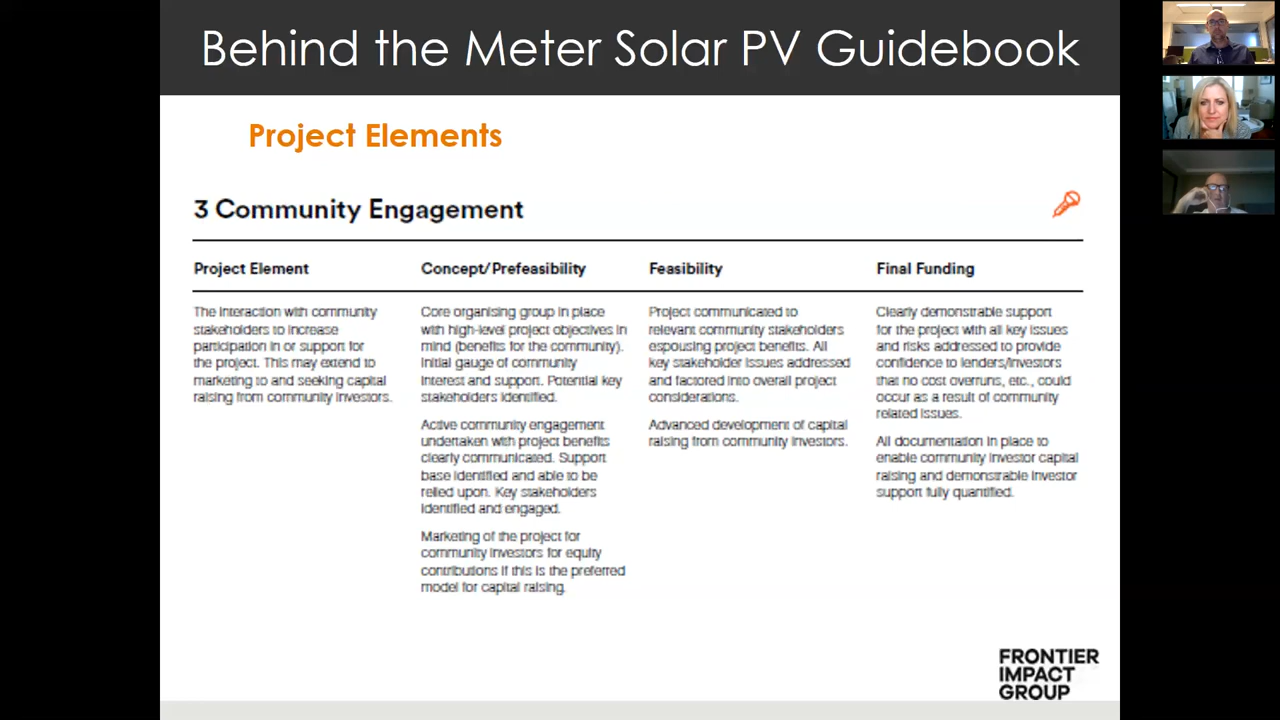 Behind the Meter Solar PV Guidebook
Project Elements
3 Community Engagement
Project Element
The interaction with community
stakeholders to increase
participation in or support for
the project. This may extend to
marketing to and seeking capital
raising from community investors.
Concept/Prefeasibility
Core organising group in place
with high-level project objectives in
mind (benefits for the community).
Initial gauge of community
interest and support. Potential key
stakeholders identified.
Active community engagement
undertaken with project benefits
clearly communicated. Support
base identified and able to be
relied upon. Key stakeholders
identified and engaged.
Marketing of the project for
community investors for equity
contributions if this is the preferred
model for capital raising.
Feasibility
Project communicated to
relevant community stakeholders
espousing project benefits. All
key stakeholder issues addressed
and factored into overall project
considerations.
Advanced development of capital
raising from community investors.
Final Funding
Clearly demonstrable support
for the project with all key issues
and risks addressed to provide
confidence to lenders/investors
that no cost overruns, etc., could
occur as a result of community
related issues.
All documentation in place to
enable community investor capital
raising and demonstrable investor
support fully quantified.
FRONTIER
IMPACT
GROUP